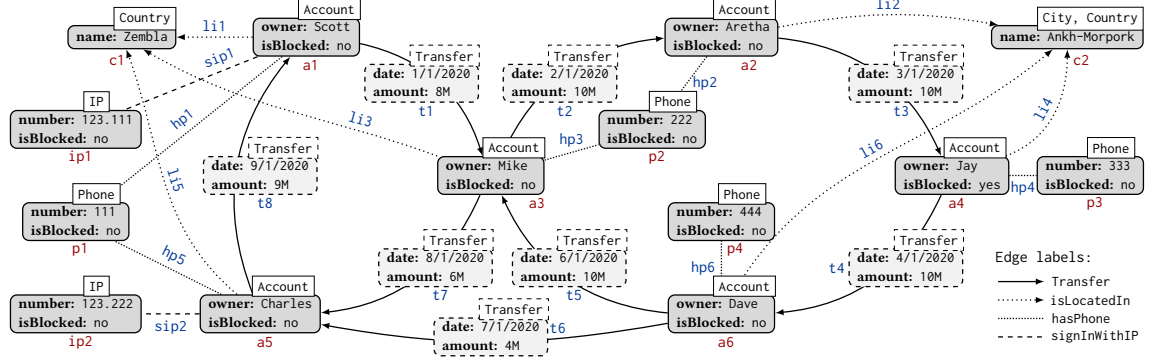 Country
name: Zembla
c1
li1
Account
owner: Scott
isBlocked: no
a1
sip1
Transfer
date: 1/1/2020
amount: 8M
t1
Transfer
date: 2/1/2020
amount: 10M
t2
Account
owner: Aretha
isBlocked: no
a2
li2
City, Country
name: Ankh-Morpork
c2
Transfer
date: 3/1/2020
amount: 10M
t3
IP
number: 123.111
isBlocked: no
ip1
hp1
li3
hp2
Phone
number: 222
isBlocked: no
p2
hp3
li4
li6
Transfer
date: 9/1/2020
amount: 9M
t8
li5
Account
owner: Mike
isBlocked: no
a3
Account
owner: Jay
isBlocked: yes
a4
hp4
Phone
number: 333
isBlocked: no
p3
Phone
number: 111
isBlocked: no
p1
hp5
Phone
number: 444
isBlocked: no
p4
hp6
Transfer
date: 8/1/2020
amount: 6M
t7
Transfer
date: 6/1/2020
amount: 10M
t5
Transfer
date: 4/1/2020
amount: 10M
t4
IP
number: 123.222
isBlocked: no
ip2
sip2
Account
owner: Charles
isBlocked: no
a5
Transfer
date: 7/1/2020
amount: 4M
t6
Account
owner: Dave
isBlocked: no
a6
Edge labels:
Transfer
isLocatedIn
hasPhone
signInWithIP